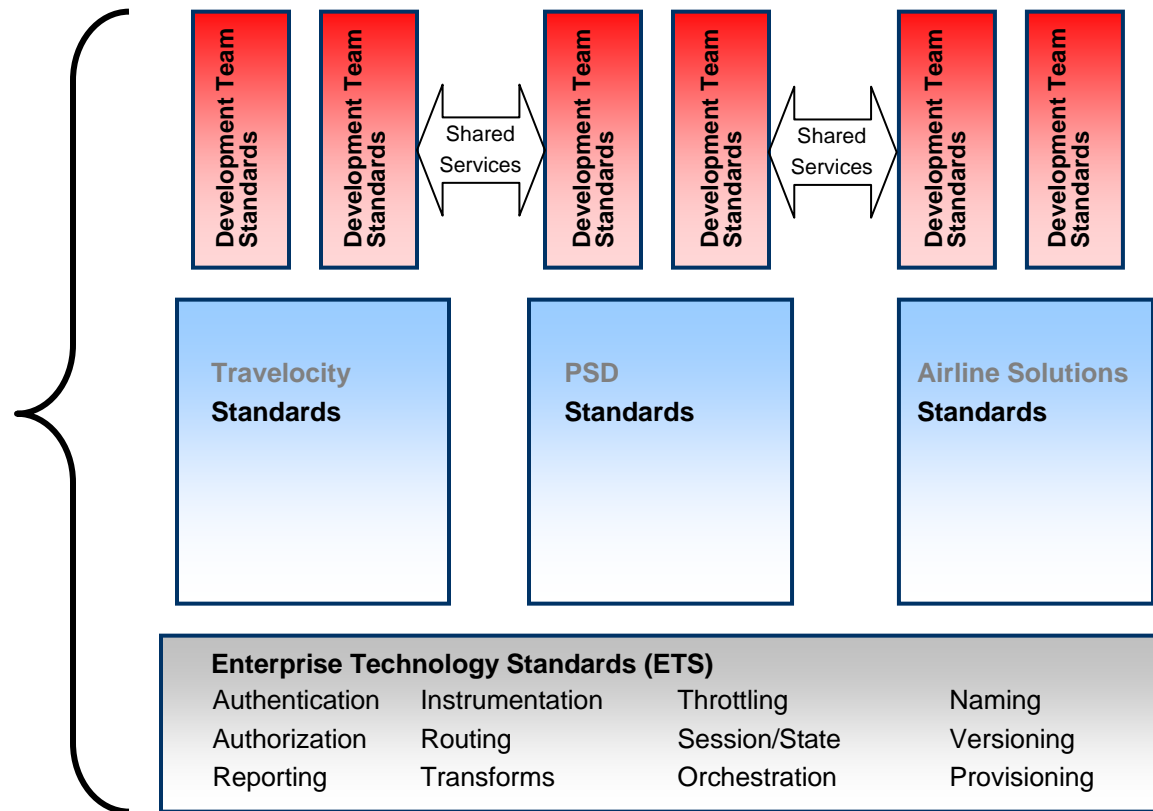 Development Team
Standards
Development Team
Standards
Shared
Services
Development Team
Standards
Development Team
Standards
Shared
Services
Development Team
Standards
Development Team
Standards
Travelocity
Standards
PSD
Standards
Airline Solutions
Standards
Enterprise Technology Standards (ETS)
Authentication Instrumentation Throttling Naming
Authorization Routing Session/State Versioning
Reporting Transforms Orchestration Provisioning